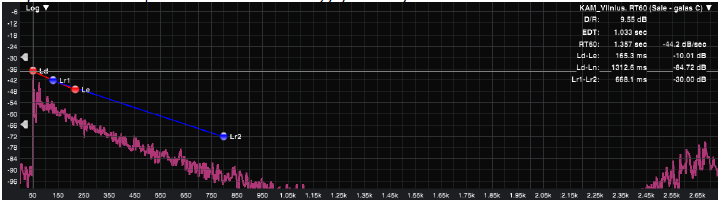 Log ▼
KAM_Vilnius. RT60 (Sale - galas C) ▼
D/R: 9.55 dB
EDT: 1.033 sec
RT60: 1.357 sec -44.2 dB/sec
Ld-Le: 165.3 ms -10.01 dB
Ld-Ln: 1312.6 ms -64.72 dB
Lr1-Lr2: 668.1 ms -30.00 dB
-6
-12
-18
-24
-30
-36
-42
-48
-54
-60
-66
-72
-78
-84
-90
-96
Ld
Lr1
Le
Lr2
50 150 250 350 450 550 650 750 850 950 1.05k 1.15k 1.25k 1.35k 1.45k 1.55k 1.65k 1.75k 1.85k 1.95k 2.05k 2.15k 2.25k 2.35k 2.45k 2.55k 2.65k